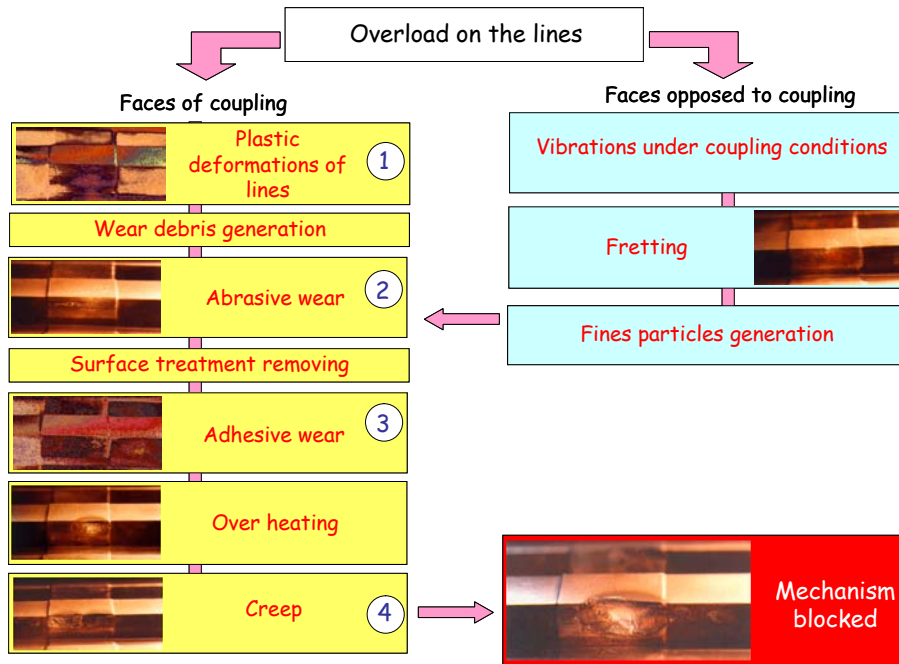 Overload on the lines
Faces of coupling
Plastic
deformations of
lines
1
Wear debris generation
Abrasive wear
2
Surface treatment removing
Adhesive wear
3
Over heating
Creep
4
Faces opposed to coupling
Vibrations under coupling conditions
Fretting
Fines particles generation
Mechanism
blocked